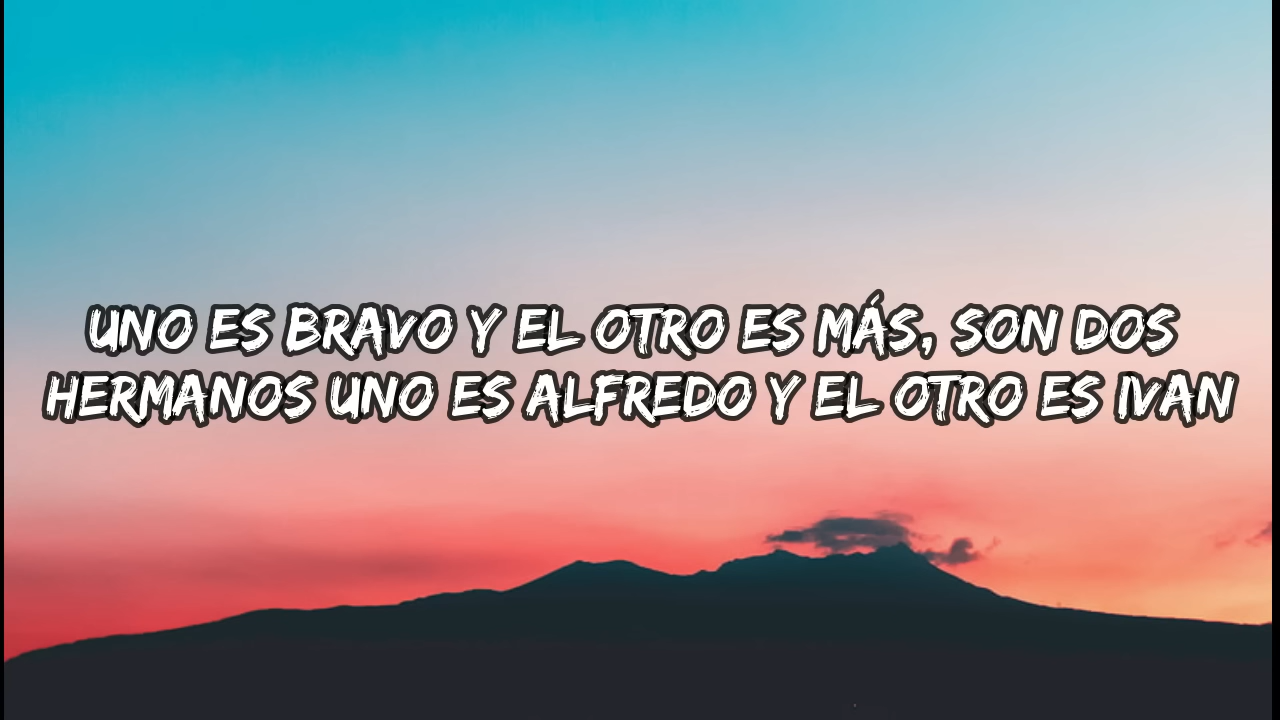 UNO ES BRAVO Y EL OTRO ES MÁS, SON DOS
HERMANOS UNO ES ALFREDO Y EL OTRO ES IVAN